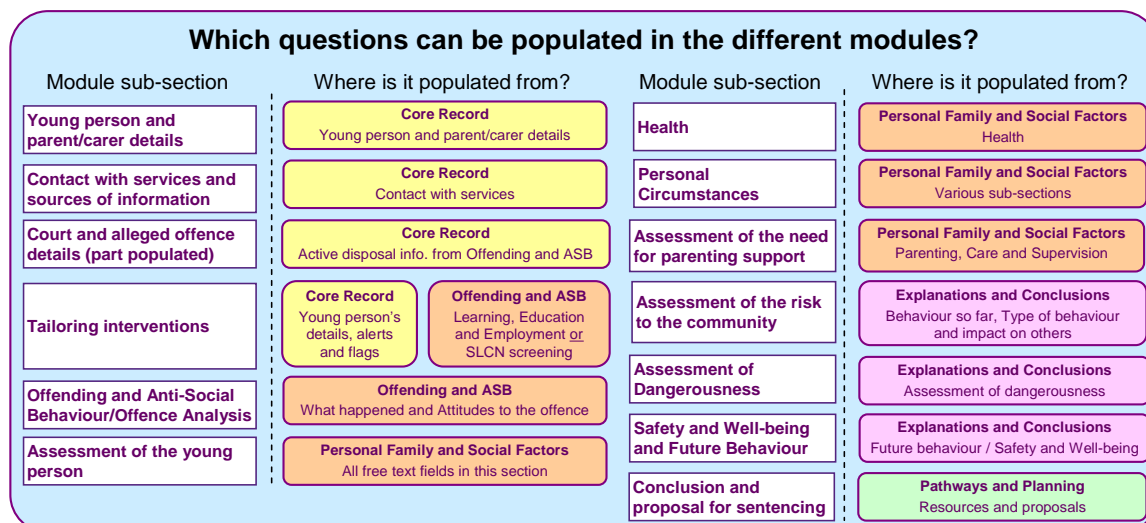 Which questions can be populated in the different modules?
Module sub-section
Where is it populated from?
Young person and
parent/carer details
Core Record
Young person and parent/carer details
Contact with services and
sources of information
Core Record
Contact with services
Court and alleged offence
details (part populated)
Core Record
Active disposal info. from Offending and ASB
Tailoring interventions
Core Record
Young person's
details, alerts
and flags
Offending and ASB
Learning, Education
and Employment or
SLCN screening
Offending and Anti-Social
Behaviour/Offence Analysis
Offending and ASB
What happened and Attitudes to the offence
Assessment of the young
person
Personal Family and Social Factors
All free text fields in this section
Module sub-section
Where is it populated from?
Health
Personal Family and Social Factors
Health
Personal
Circumstances
Personal Family and Social Factors
Various sub-sections
Assessment of the need
for parenting support
Personal Family and Social Factors
Parenting, Care and Supervision
Assessment of the risk
to the community
Explanations and Conclusions
Behaviour so far, Type of behaviour
and impact on others
Assessment of
Dangerousness
Explanations and Conclusions
Assessment of dangerousness
Safety and Well-being
and Future Behaviour
Explanations and Conclusions
Future behaviour / Safety and Well-being
Conclusion and
proposal for sentencing
Pathways and Planning
Resources and proposals